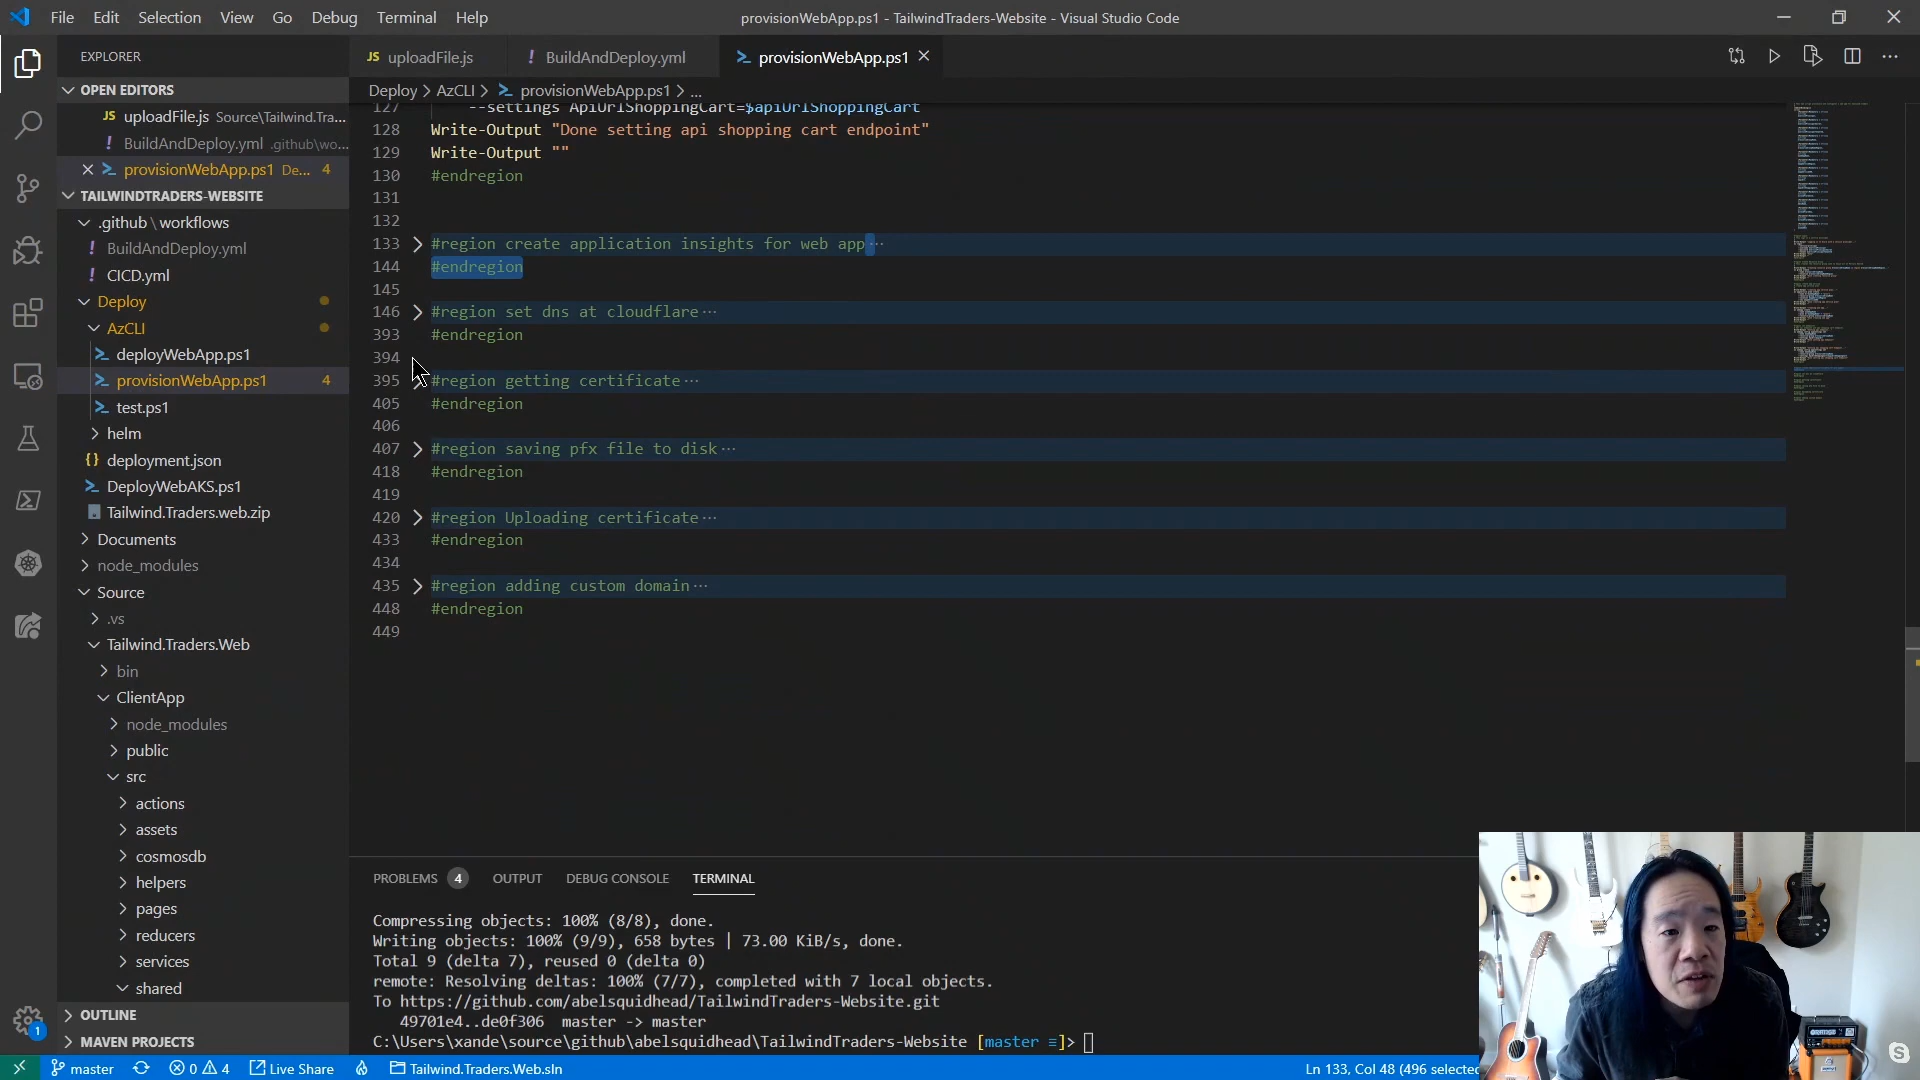 File Edit Selection View Go Debug Terminal Help
provisionWebApp.ps1 - TailwindTraders-Website - Visual Studio Code
EXPLORER
OPEN EDITORS
JS uploadFile.js Source\Tailwind.Tra...
! BuildAndDeploy.yml .github\wo...
provisionWebApp.ps1 De... 4
TAILWINDTRADERS-WEBSITE
.github \ workflows
! BuildAndDeploy.yml
! CICD.yml
Deploy
AzCLI
deployWebApp.ps1
provisionWebApp.ps1 4
test.ps1
helm
{} deployment.json
DeployWebAKS.ps1
Tailwind.Traders.web.zip
Documents
node_modules
Source
.vs
Tailwind.Traders.Web
bin
ClientApp
node_modules
public
src
actions
assets
cosmosdb
helpers
pages
reducers
services
shared
OUTLINE
MAVEN PROJECTS
JS uploadFile.js
! BuildAndDeploy.yml
provisionWebApp.ps1
Deploy > AzCLI > provisionWebApp.ps1 > ...
127 --settings ApiUrlShoppingCart=$apiUrlShoppingCart
128 Write-Output "Done setting api shopping cart endpoint"
129 Write-Output ""
130 #endregion
131
132
133 #region create application insights for web app ...
144 #endregion
145
146 #region set dns at cloudflare ...
393 #endregion
394
395 #region getting certificate ...
405 #endregion
406
407 #region saving pfx file to disk ...
418 #endregion
419
420 #region Uploading certificate ...
433 #endregion
434
435 #region adding custom domain ...
448 #endregion
449
PROBLEMS 4 OUTPUT DEBUG CONSOLE TERMINAL
Compressing objects: 100% (8/8), done.
Writing objects: 100% (9/9), 658 bytes | 73.00 KiB/s, done.
Total 9 (delta 7), reused 0 (delta 0)
remote: Resolving deltas: 100% (7/7), completed with 7 local objects.
To https://github.com/abelsquidhead/TailwindTraders-Website.git
49701e4..de0f306 master -> master
C:\Users\xande\source\github\abelsquidhead\TailwindTraders-Website [master ≡]>
1
master 0 4 Live Share Tailwind.Traders.Web.sln
Ln 133, Col 48 (496 selected